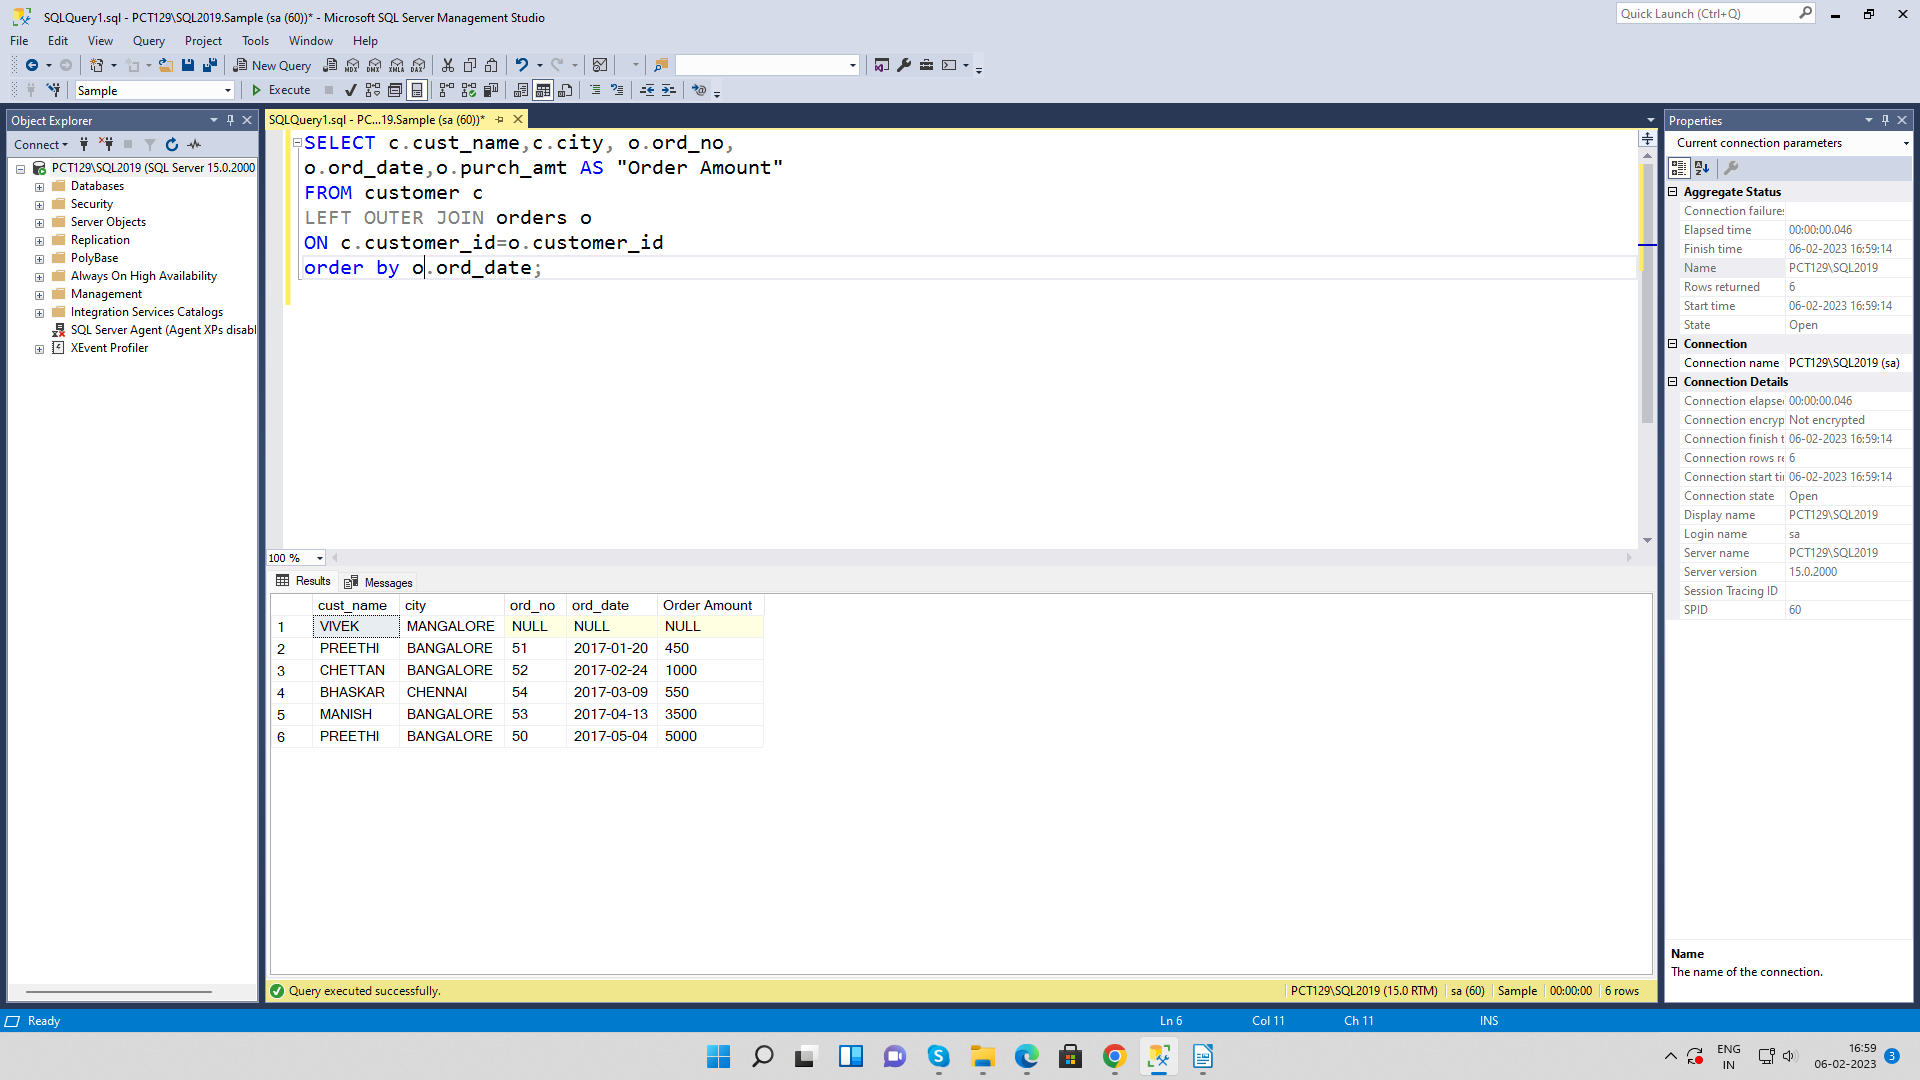 SQLQuery1.sql - PCT129\SQL2019.Sample (sa (60))* - Microsoft SQL Server Management Studio
Quick Launch (Ctrl+Q)
File Edit View Query Project Tools Window Help
New Query
MDX DMX XMLA DAX
Sample
Execute
Object Explorer
Connect
PCT129\SQL2019 (SQL Server 15.0.2000
Databases
Security
Server Objects
Replication
PolyBase
Always On High Availability
Management
Integration Services Catalogs
SQL Server Agent (Agent XPs disabl
XEvent Profiler
SQLQuery1.sql - PC...19.Sample (sa (60))*
SELECT c.cust_name,c.city, o.ord_no,
o.ord_date,o.purch_amt AS "Order Amount"
FROM customer c
LEFT OUTER JOIN orders o
ON c.customer_id=o.customer_id
order by o.ord_date;
100 %
Results Messages
cust_name city ord_no ord_date Order Amount
1 VIVEK MANGALORE NULL NULL NULL
2 PREETHI BANGALORE 51 2017-01-20 450
3 CHETTAN BANGALORE 52 2017-02-24 1000
4 BHASKAR CHENNAI 54 2017-03-09 550
5 MANISH BANGALORE 53 2017-04-13 3500
6 PREETHI BANGALORE 50 2017-05-04 5000
Query executed successfully.
PCT129\SQL2019 (15.0 RTM) sa (60) Sample 00:00:00 6 rows
Properties
Current connection parameters
Aggregate Status
Connection failures
Elapsed time 00:00:00.046
Finish time 06-02-2023 16:59:14
Name PCT129\SQL2019
Rows returned 6
Start time 06-02-2023 16:59:14
State Open
Connection
Connection name PCT129\SQL2019 (sa)
Connection Details
Connection elapse 00:00:00.046
Connection encryp Not encrypted
Connection finish t 06-02-2023 16:59:14
Connection rows re 6
Connection start ti 06-02-2023 16:59:14
Connection state Open
Display name PCT129\SQL2019
Login name sa
Server name PCT129\SQL2019
Server version 15.0.2000
Session Tracing ID
SPID 60
Name
The name of the connection.
Ready
Ln 6 Col 11 Ch 11 INS
ENG
IN
16:59
06-02-2023
3